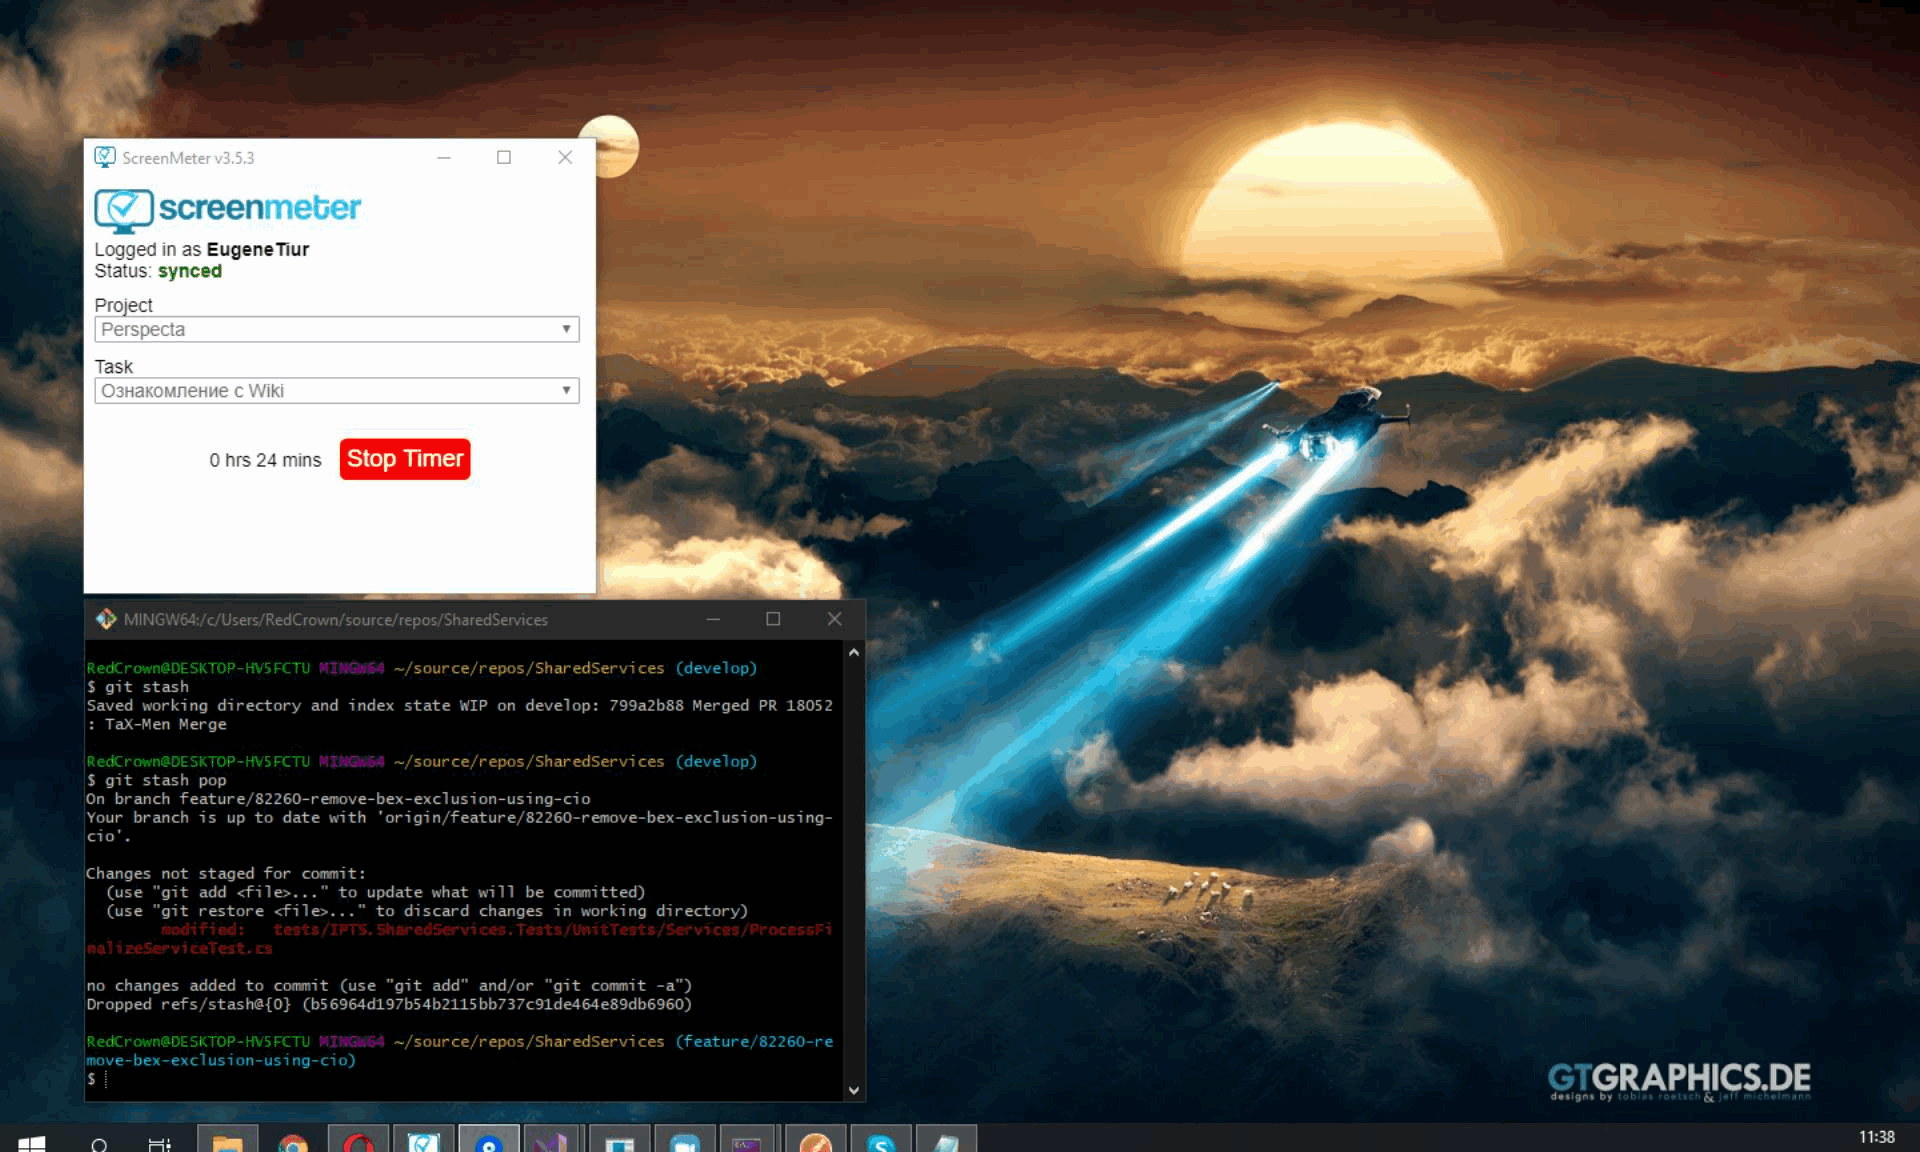 ScreenMeter v3.5.3
screenmeter
Logged in as EugeneTiur
Status: synced
Project
Perspecta
Task
Ознакомление с Wiki
0 hrs 24 mins
Stop Timer
MINGW64:/c/Users/RedCrown/source/repos/SharedServices
RedCrown@DESKTOP-HV5FCTU MINGW64 ~/source/repos/SharedServices (develop)
$ git stash
Saved working directory and index state WIP on develop: 799a2b88 Merged PR 18052
: TaX-Men Merge
RedCrown@DESKTOP-HV5FCTU MINGW64 ~/source/repos/SharedServices (develop)
$ git stash pop
On branch feature/82260-remove-bex-exclusion-using-cio
Your branch is up to date with 'origin/feature/82260-remove-bex-exclusion-using-
cio'.
Changes not staged for commit:
(use "git add <file>..." to update what will be committed)
(use "git restore <file>..." to discard changes in working directory)
modified: tests/IPTS.SharedServices.Tests/UnitTests/Services/ProcessFi
nalizeServiceTest.cs
no changes added to commit (use "git add" and/or "git commit -a")
Dropped refs/stash@{0} (b56964d197b54b2115bb737c91de464e89db6960)
RedCrown@DESKTOP-HV5FCTU MINGW64 ~/source/repos/SharedServices (feature/82260-re
move-bex-exclusion-using-cio)
$
GTGRAPHICS.DE
designs by tobias roetsch & jeff michelmann
11:38